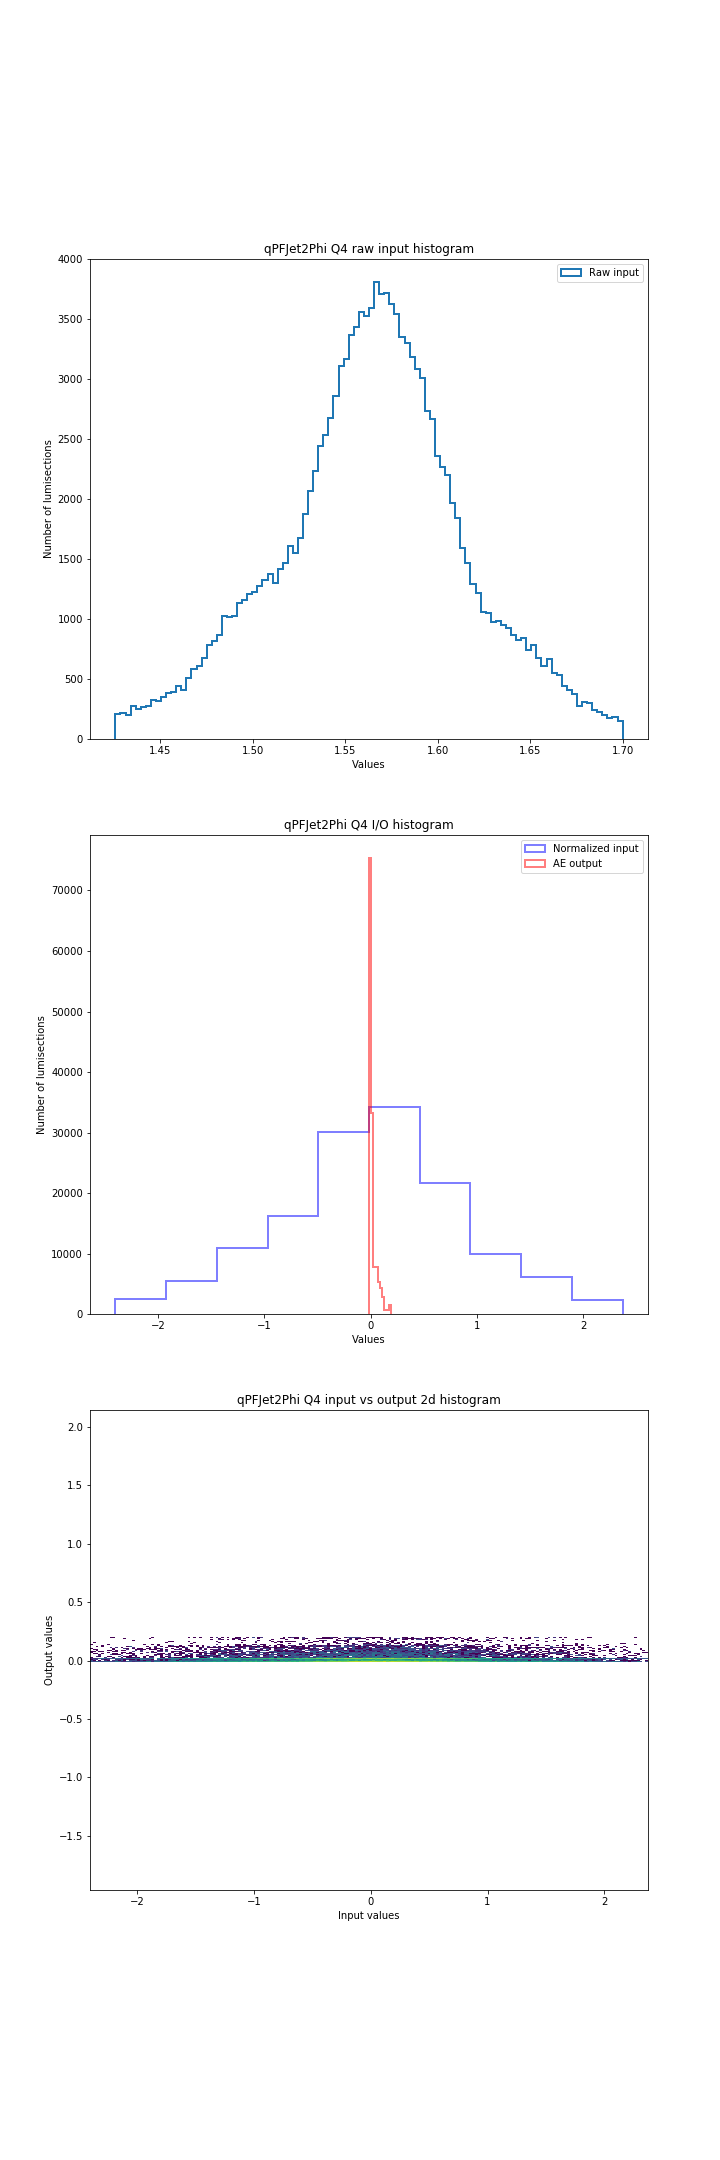 qPFJet2Phi Q4 raw input histogram
Raw input
4000
3500
3000
2500
2000
1500
1000
500
0
Number of lumisections
1.45 1.50 1.55 1.60 1.65 1.70
Values
qPFJet2Phi Q4 I/O histogram
Normalized input
AE output
70000
60000
50000
40000
30000
20000
10000
0
Number of lumisections
−2 −1 0 1 2
Values
qPFJet2Phi Q4 input vs output 2d histogram
2.0
1.5
1.0
0.5
0.0
−0.5
−1.0
−1.5
Output values
−2 −1 0 1 2
Input values